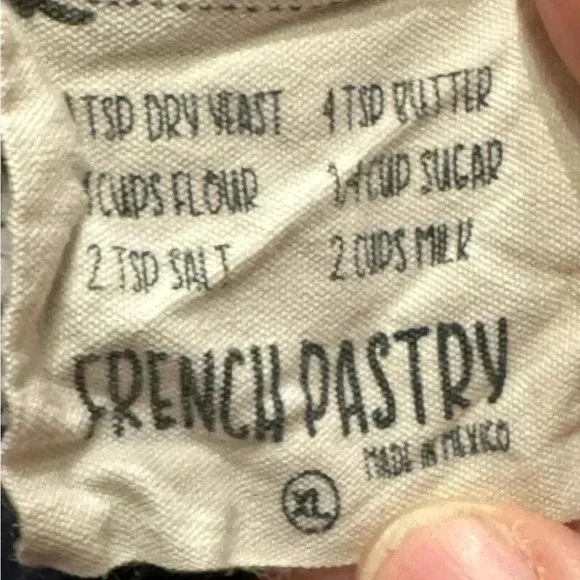 TSP DRY YEAST 4 TSP BUTTER
CUPS FLOUR 1/4 CUP SUGAR
2 TSP SALT 2 CUPS MILK
FRENCH PASTRY
MADE IN MEXICO
XL